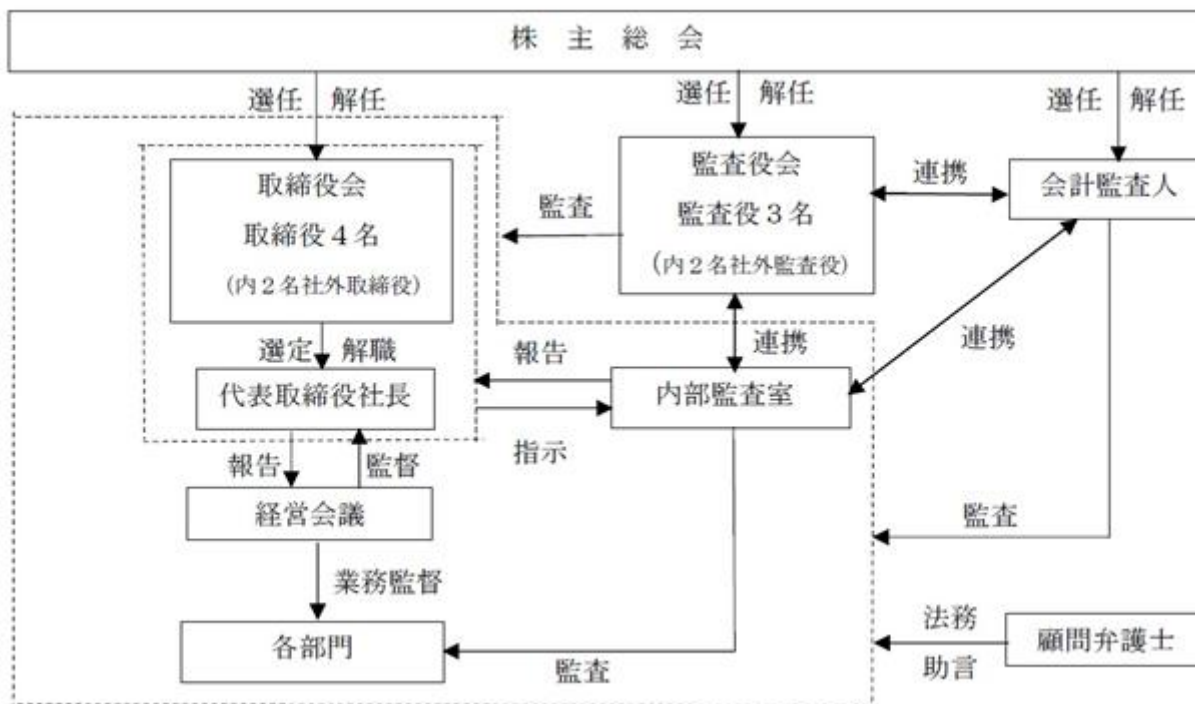 株主総会
選任 解任
選任 解任
選任 解任
取締役会
取締役4名
(内2名社外取締役)
監査
監査役会
監査役3名
(内2名社外監査役)
連携
会計監査人
選定 解職
代表取締役社長
報告
指示
連携
内部監査室
連携
報告 監督
経営会議
業務監督
各部門
監査
監査
法務
助言
顧問弁護士